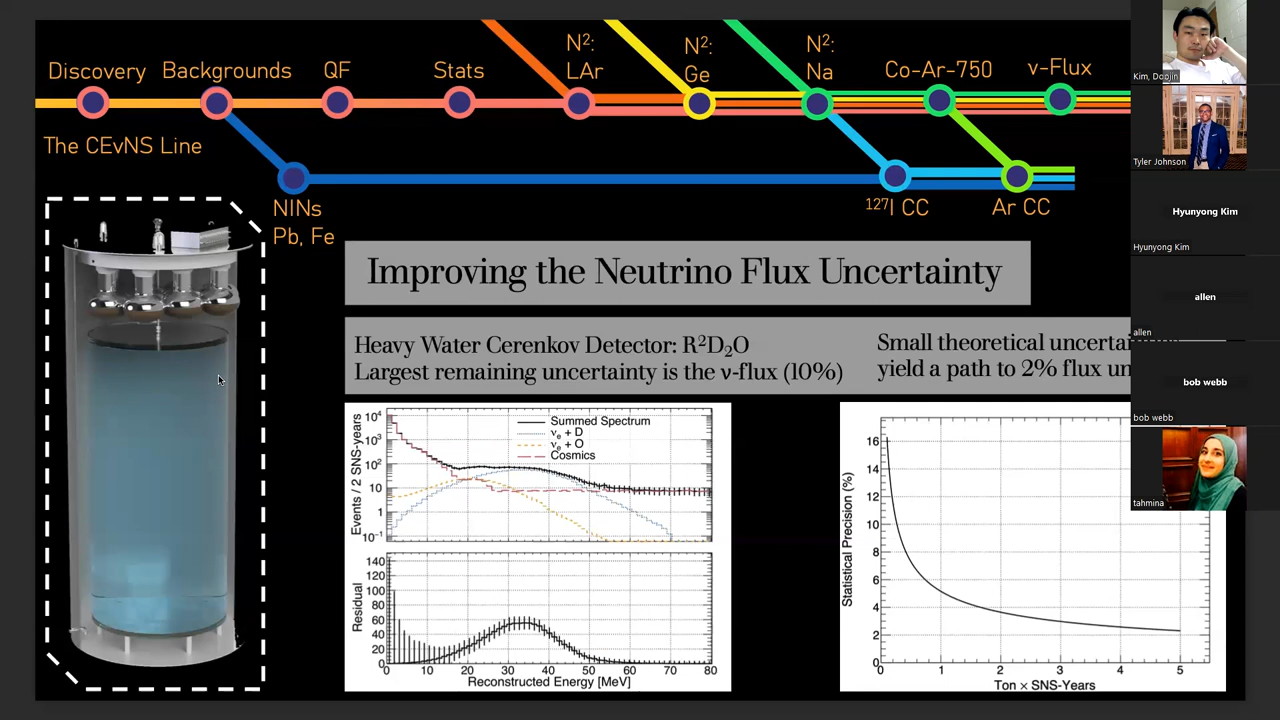 Discovery
Backgrounds
QF
Stats
N²:
LAr
N²:
Ge
N²:
Na
Co-Ar-750
ν-Flux
The CEνNS Line
NINs
Pb, Fe
¹²⁷I CC
Ar CC
Improving the Neutrino Flux Uncertainty
Heavy Water Cerenkov Detector: R²D₂O
Largest remaining uncertainty is the ν-flux (10%)
Small theoretical
yield a path to 2% flux
Events / 2 SNS-years
10⁴
10³
10²
10
1
10⁻¹
Summed Spectrum
νₑ + D
νₑ + O
Cosmics
Residual
140
120
100
80
60
40
20
0
0 10 20 30 40 50 60 70 80
Reconstructed Energy [MeV]
Statistical Precision (%)
16
14
12
10
8
6
4
2
0
0 1 2 3 4 5
Ton × SNS-Years
Kim, Doojin
Tyler Johnson
Hyunyong Kim
Hyunyong Kim
allen
allen
bob webb
bob webb
tahmina